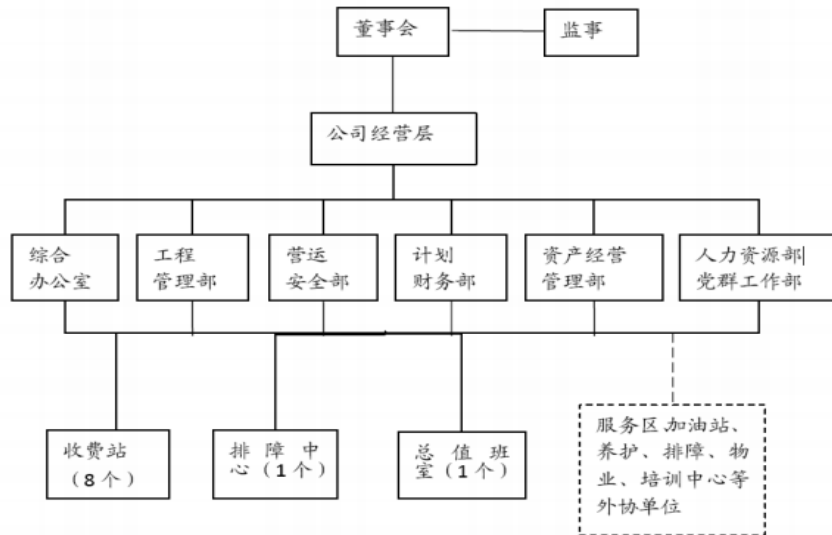 董事会
监事
公司经营层
综合
办公室
工程
管理部
营运
安全部
计划
财务部
资产经营
管理部
人力资源部
党群工作部
收费站
（8个）
排障中
心（1个）
总值班
室（1个）
服务区加油站、
养护、排障、物
业、培训中心等
外协单位